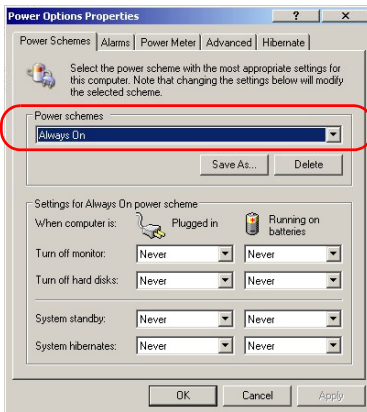 Power Options Properties ? X
Power Schemes Alarms Power Meter Advanced Hibernate
Select the power scheme with the most appropriate settings for
this computer. Note that changing the settings below will modify
the selected scheme.
Power schemes
Always On
Save As... Delete
Settings for Always On power scheme
When computer is: Plugged in Running on
batteries
Turn off monitor: Never Never
Turn off hard disks: Never Never
System standby: Never Never
System hibernates: Never Never
OK Cancel Apply